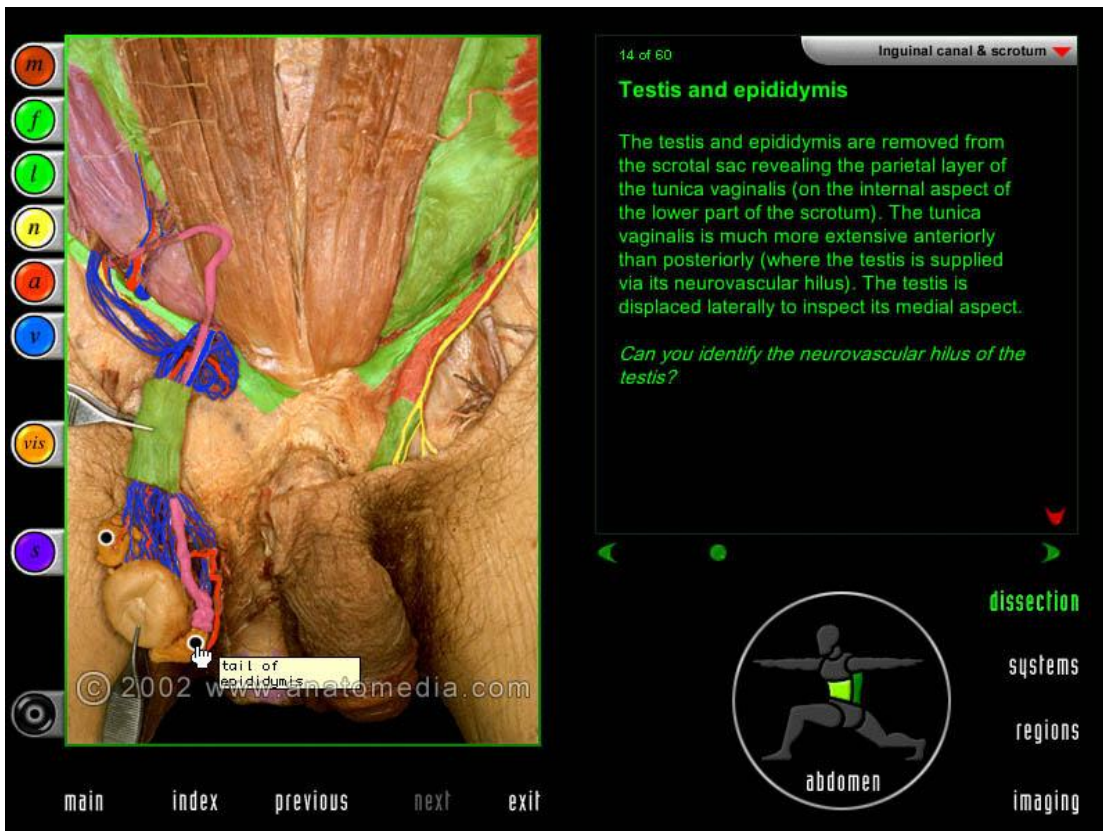 m
f
l
n
a
v
vis
s
14 of 60
Inguinal canal & scrotum
Testis and epididymis
The testis and epididymis are removed from
the scrotal sac revealing the parietal layer of
the tunica vaginalis (on the internal aspect of
the lower part of the scrotum). The tunica
vaginalis is much more extensive anteriorly
than posteriorly (where the testis is supplied
via its neurovascular hilus). The testis is
displaced laterally to inspect its medial aspect.
Can you identify the neurovascular hilus of the
testis?
tail of
epididymis
© 2002 www.anatomedia.com
dissection
systems
regions
imaging
abdomen
main
index
previous
next
exit